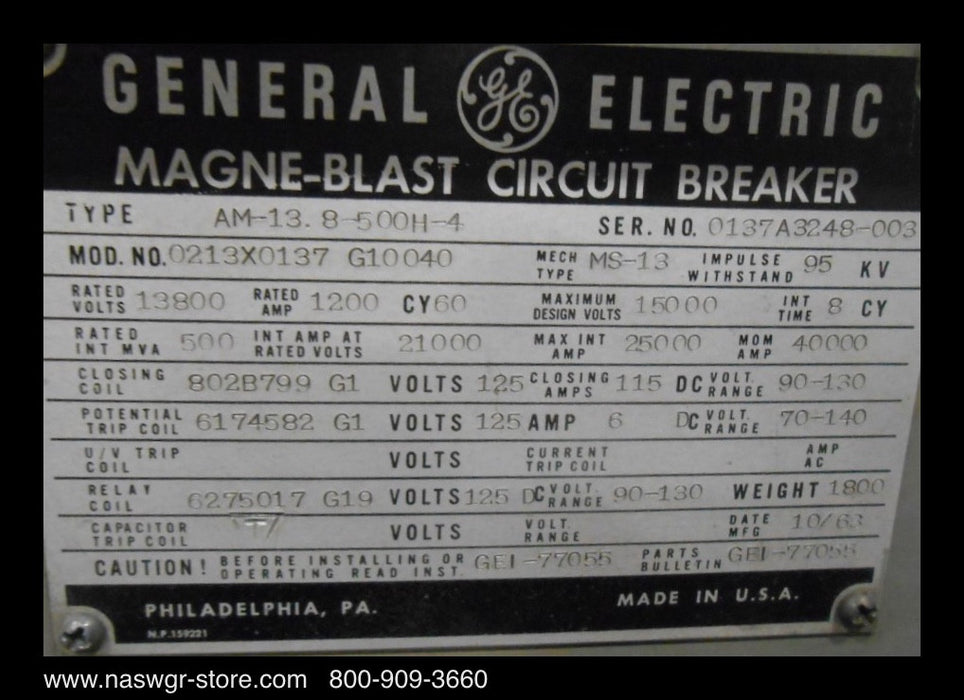 GENERAL GE ELECTRIC
MAGNE-BLAST CIRCUIT BREAKER
TYPE AM-13.8-500H-4 SER. NO. 0137A3248-003
MOD. NO. 0213X0137 G10040 MECH TYPE MS-13 IMPULSE WITHSTAND 95 KV
RATED VOLTS 13800 RATED AMP 1200 CY 60 MAXIMUM DESIGN VOLTS 15000 INT TIME 8 CY
RATED INT MVA 500 INT AMP AT RATED VOLTS 21000 MAX INT AMP 25000 MOM AMP 40000
CLOSING COIL 802B799 G1 VOLTS 125 CLOSING AMPS 115 DC VOLT. RANGE 90-130
POTENTIAL TRIP COIL 6174582 G1 VOLTS 125 AMP 6 DC VOLT. RANGE 70-140
U/V TRIP COIL VOLTS CURRENT TRIP COIL AMP AC
RELAY COIL 6275017 G19 VOLTS 125 DC VOLT. RANGE 90-130 WEIGHT 1800
CAPACITOR TRIP COIL VOLTS VOLT. RANGE DATE MFG 10/63
CAUTION! BEFORE INSTALLING OR OPERATING READ INST. GEI-77055 PARTS BULLETIN GEI-77055
PHILADELPHIA, PA. MADE IN U.S.A.
N.P. 159221
www.naswgr-store.com 800-909-3660